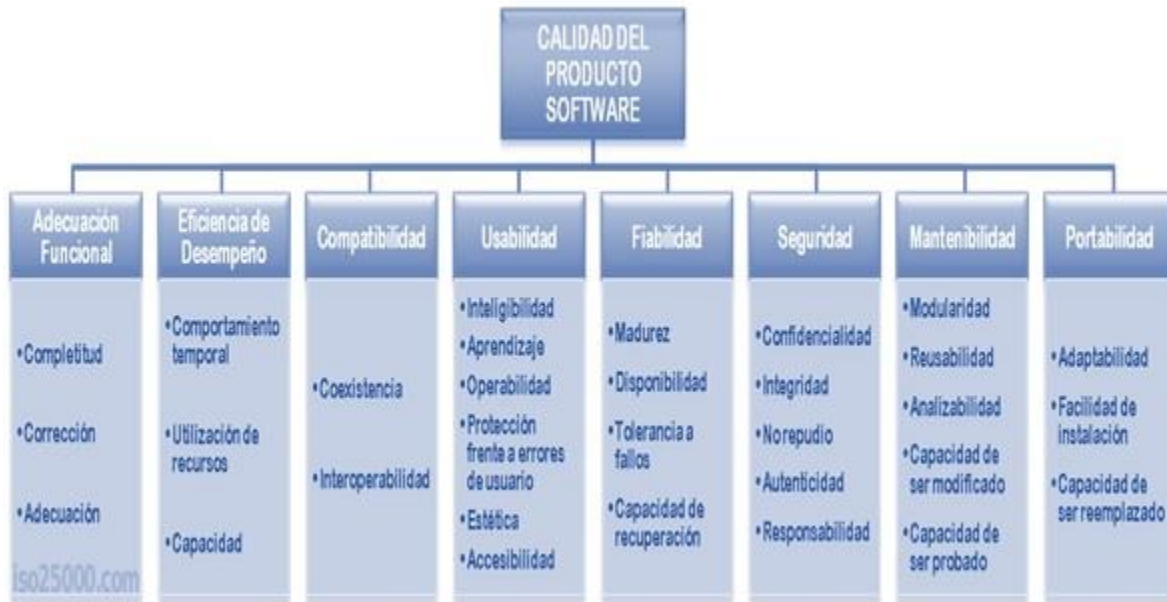 CALIDAD DEL
PRODUCTO
SOFTWARE
Adecuación
Funcional
•Completitud
•Corrección
•Adecuación
Eficiencia de
Desempeño
•Comportamiento
temporal
•Utilización de
recursos
•Capacidad
Compatibilidad
•Coexistencia
•Interoperabilidad
Usabilidad
•Inteligibilidad
•Aprendizaje
•Operabilidad
•Protección
frente a errores
de usuario
•Estética
•Accesibilidad
Fiabilidad
•Madurez
•Disponibilidad
•Tolerancia a
fallos
•Capacidad de
recuperación
Seguridad
•Confidencialidad
•Integridad
•No repudio
•Autenticidad
•Responsabilidad
Mantenibilidad
•Modularidad
•Reusabilidad
•Analizabilidad
•Capacidad de
ser modificado
•Capacidad de
ser probado
Portabilidad
•Adaptabilidad
•Facilidad de
instalación
•Capacidad de
ser reemplazado
iso25000.com